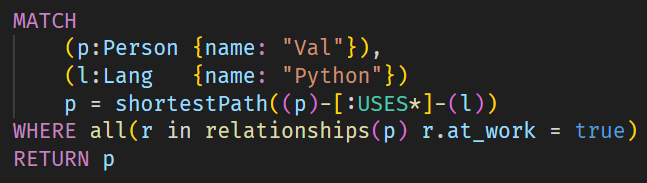 MATCH
    (p:Person {name: "Val"}),
    (l:Lang   {name: "Python"})
    p = shortestPath((p)-[:USES*]-(l))
WHERE all(r in relationships(p) r.at_work = true)
RETURN p